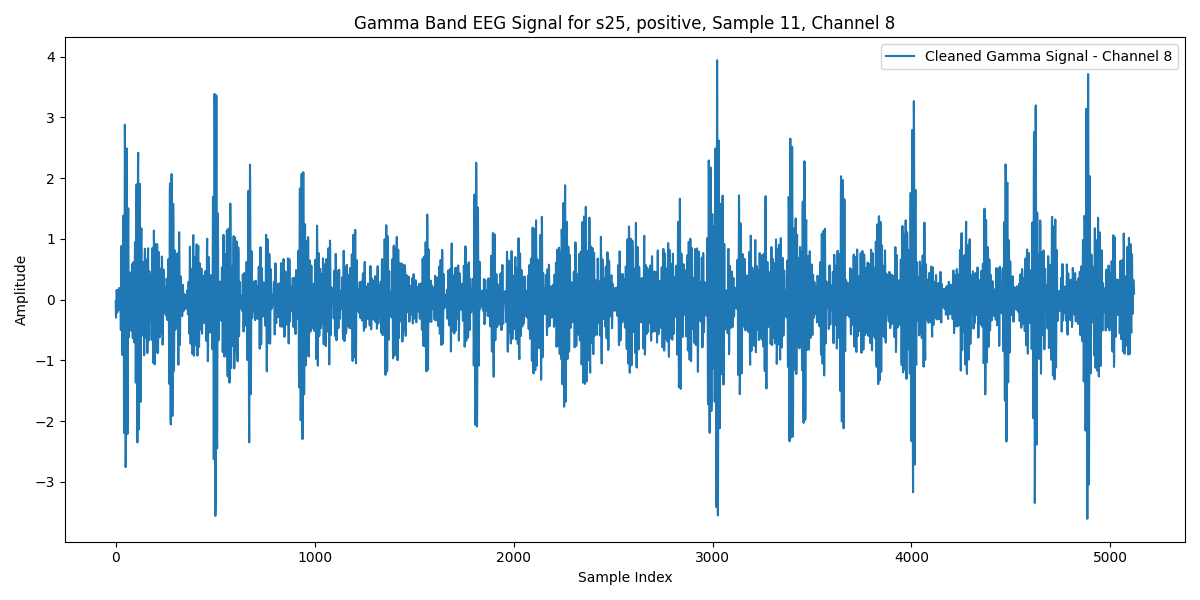 Gamma Band EEG Signal for s25, positive, Sample 11, Channel 8
Cleaned Gamma Signal - Channel 8
Amplitude
4
3
2
1
0
−1
−2
−3
0 1000 2000 3000 4000 5000
Sample Index